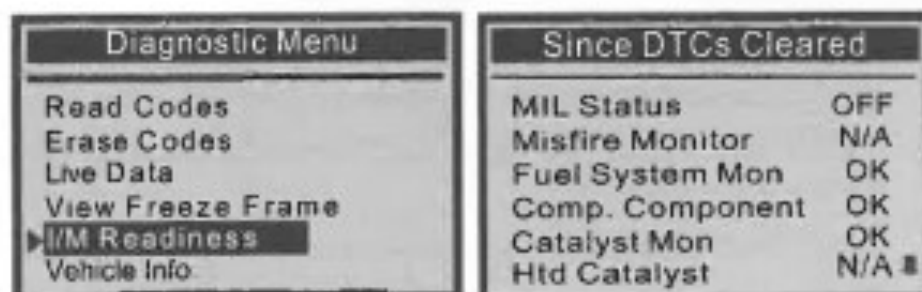 Diagnostic Menu
Read Codes
Erase Codes
Live Data
View Freeze Frame
I/M Readiness
Vehicle Info.
Since DTCs Cleared
MIL Status OFF
Misfire Monitor N/A
Fuel System Mon OK
Comp. Component OK
Catalyst Mon OK
Htd Catalyst N/A